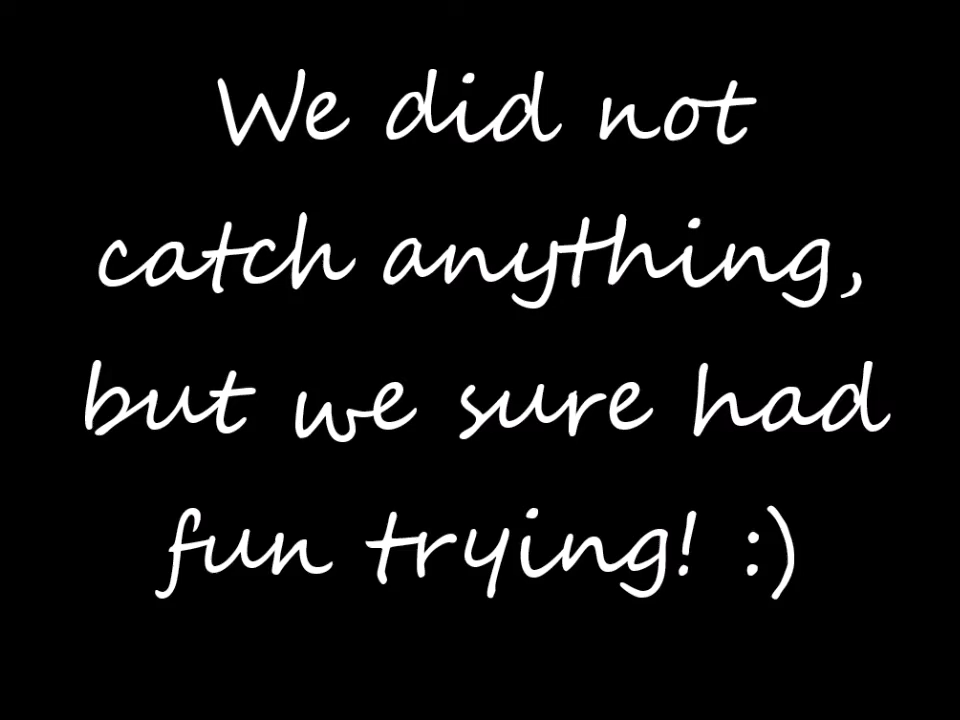 We did not
catch anything,
but we sure had
fun trying! :)